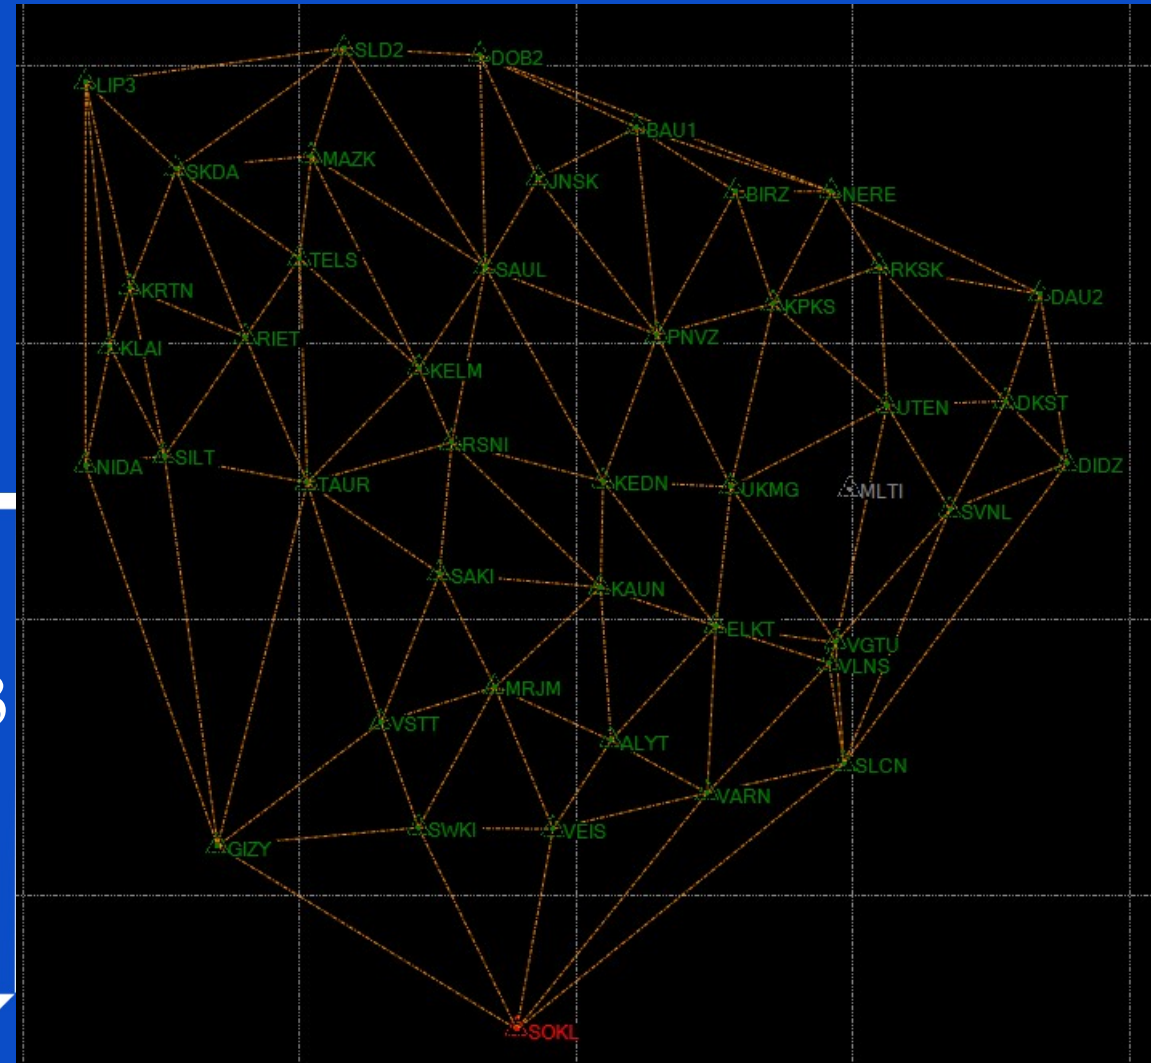 SLD2
DOB2
LIP3
BAU1
MAZK
SKDA
JNSK
BIRZ
NERE
TELS
SAUL
RKSK
KRTN
DAU2
KPKS
RIET
PNVZ
KLAI
KELM
UTEN
DKST
RSNI
NIDA
SILT
DIDZ
TAUR
KEDN
UKMG
MLTI
SVNL
SAKI
KAUN
ELKT
VGTU
VLNS
MRJM
VSTT
ALYT
SLCN
VARN
SWKI
VEIS
GIZY
SOKL